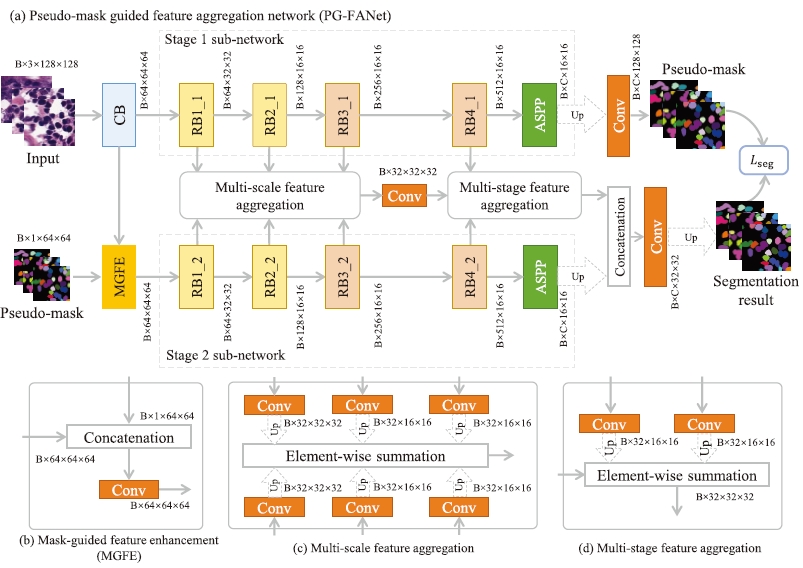 (a) Pseudo-mask guided feature aggregation network (PG-FANet)
Stage 1 sub-network
B×3×128×128
Input
CB
B×64×64×64
RB1_1
B×64×32×32
RB2_1
B×128×16×16
RB3_1
B×256×16×16
RB4_1
B×512×16×16
ASPP
B×C×16×16
Up
Conv
B×C×128×128
Pseudo-mask
L seg
Multi-scale feature
aggregation
B×32×32×32
Conv
Multi-stage feature
aggregation
Concatenation
Conv
B×C×32×32
Up
Segmentation
result
B×1×64×64
Pseudo-mask
MGFE
B×64×64×64
RB1_2
B×64×32×32
RB2_2
B×128×16×16
RB3_2
B×256×16×16
RB4_2
B×512×16×16
ASPP
B×C×16×16
Up
Stage 2 sub-network
B×1×64×64
Concatenation
B×64×64×64
Conv
B×64×64×64
(b) Mask-guided feature enhancement
(MGFE)
Conv
Conv
Conv
Up
B×32×32×32
Up
B×32×16×16
Up
B×32×16×16
Element-wise summation
Up
B×32×32×32
Up
B×32×16×16
Up
B×32×16×16
Conv
Conv
Conv
(c) Multi-scale feature aggregation
Conv
Conv
Up
B×32×16×16
Up
B×32×16×16
Element-wise summation
B×32×32×32
(d) Multi-stage feature aggregation